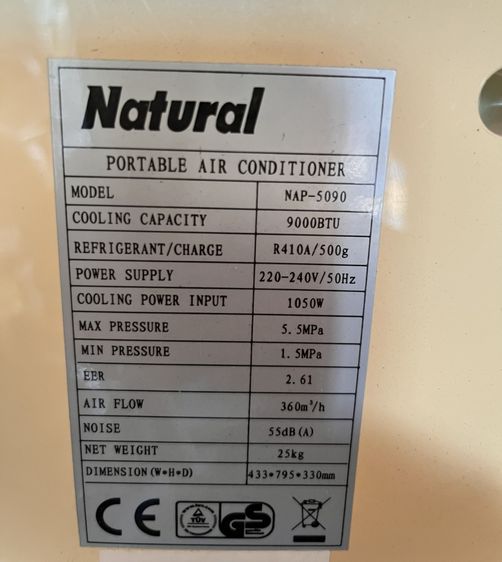 Natural
PORTABLE AIR CONDITIONER
MODEL NAP-5090
COOLING CAPACITY 9000BTU
REFRIGERANT/CHARGE R410A/500g
POWER SUPPLY 220-240V/50Hz
COOLING POWER INPUT 1050W
MAX PRESSURE 5.5MPa
MIN PRESSURE 1.5MPa
EER 2.61
AIR FLOW 360m³/h
NOISE 55dB(A)
NET WEIGHT 25kg
DIMENSION(W*H*D) 433*795*330mm
CE TÜV GS